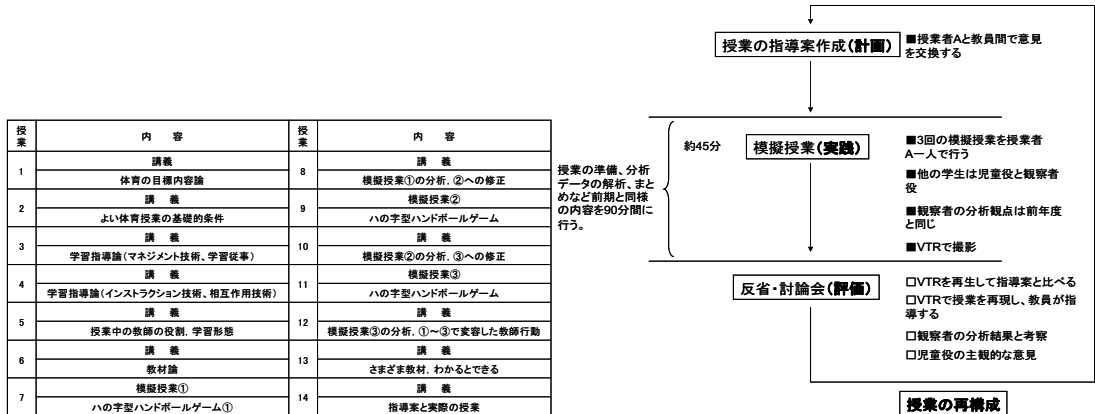 授業 内　容 授業 内　容
1 講義 8 講　義
体育の目標内容論 模擬授業①の分析．②への修正
2 講　義 9 模擬授業②
よい体育授業の基礎的条件 ハの字型ハンドボールゲーム
3 講　義 10 講　義
学習指導論（マネジメント技術、学習従事） 模擬授業②の分析．③への修正
4 講　義 11 模擬授業③
学習指導論（インストラクション技術、相互作用技術） ハの字型ハンドボールゲーム
5 講　義 12 講　義
授業中の教師の役割．学習形態 模擬授業③の分析．①～③で変容した教師行動
6 講　義 13 講　義
教材論 さまざま教材．わかるとできる
7 模擬授業① 14 講　義
ハの字型ハンドボールゲーム① 指導案と実際の授業
授業の準備、分析
データの解析、まと
めなど前期と同様
の内容を90分間に
行う。
授業の指導案作成（計画）
■授業者Aと教員間で意見
を交換する
約45分
模擬授業（実践）
■3回の模擬授業を授業者
A一人で行う
■他の学生は児童役と観察者
役
■観察者の分析観点は前年度
と同じ
■VTRで撮影
反省・討論会（評価）
□VTRを再生して指導案と比べる
□VTRで授業を再現し、教員が指
導する
□観察者の分析結果と考察
□児童役の主観的な意見
授業の再構成